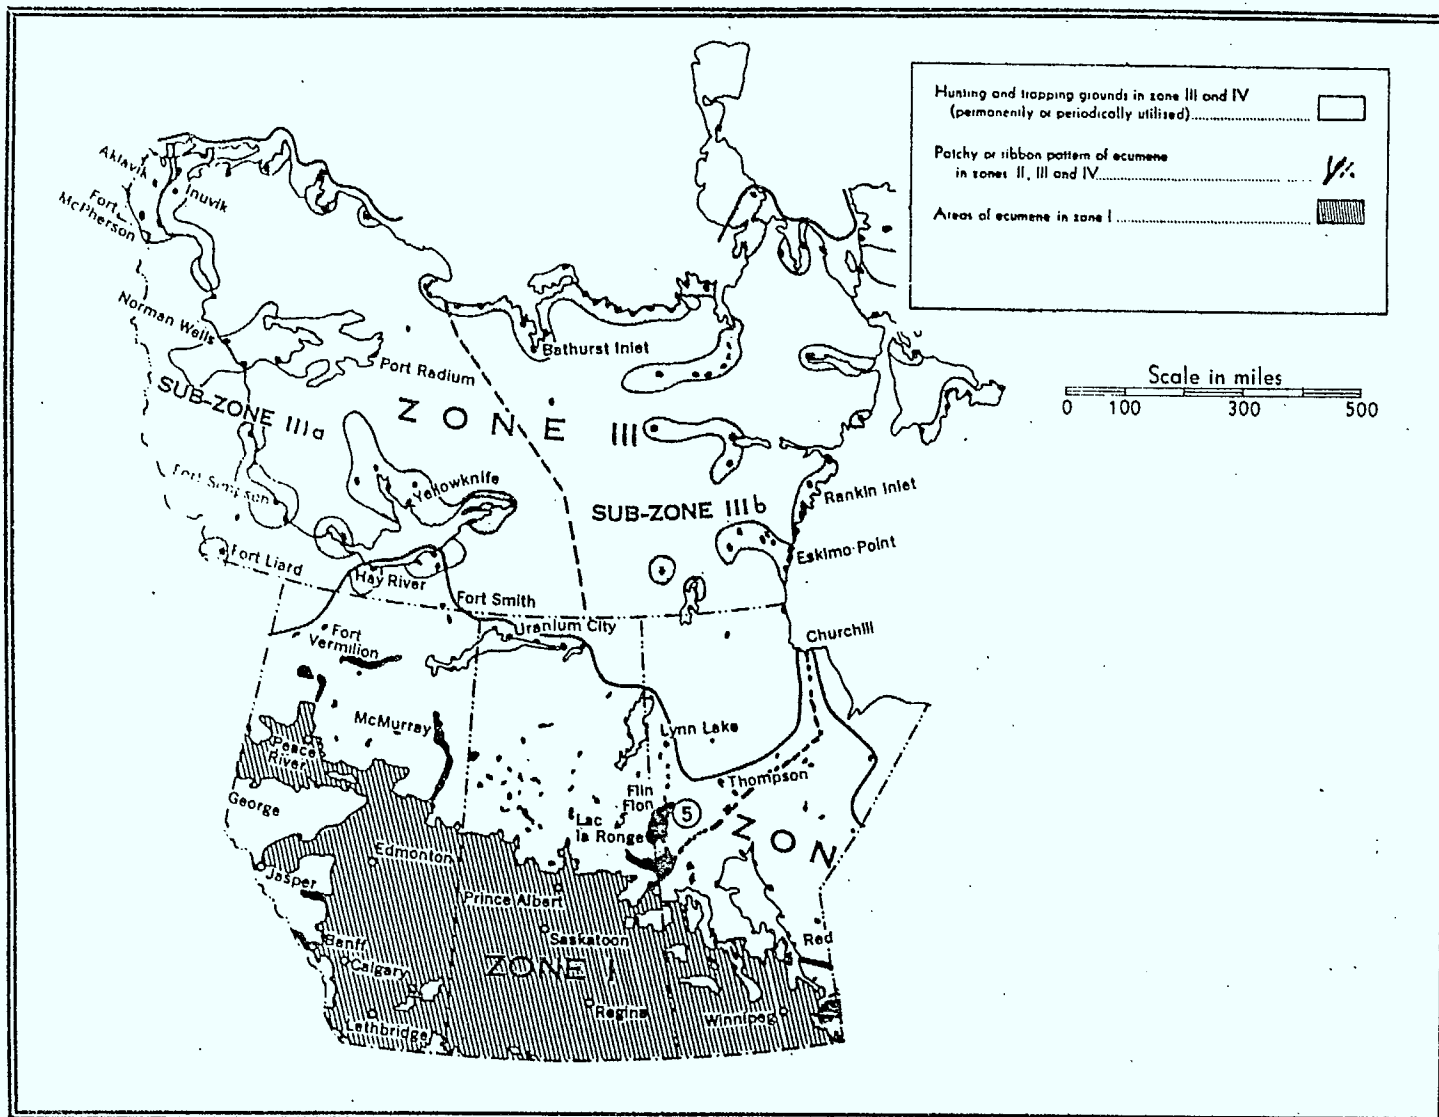 Hunting and trapping grounds in zone III and IV
(permanently or periodically utilised)
Patchy or ribbon pattern of ecumene
in zones II, III and IV
Areas of ecumene in zone I
Scale in miles
0 100 300 500
Aklavik
Inuvik
Fort
McPherson
Norman Wells
Port Radium
Bathurst Inlet
SUB-ZONE IIIa
ZONE III
Fort Simpson
Yellowknife
SUB-ZONE IIIb
Rankin Inlet
Eskimo Point
Fort Liard
Hay River
Fort Smith
Uranium City
Churchill
Fort
Vermilion
McMurray
Lynn Lake
Peace
River
Thompson
George
Flin
Flon
5
Lac
la Ronge
ZON
Edmonton
Jasper
Prince Albert
Saskatoon
Red
Banff
Calgary
ZONE I
Regina
Winnipeg
Lethbridge